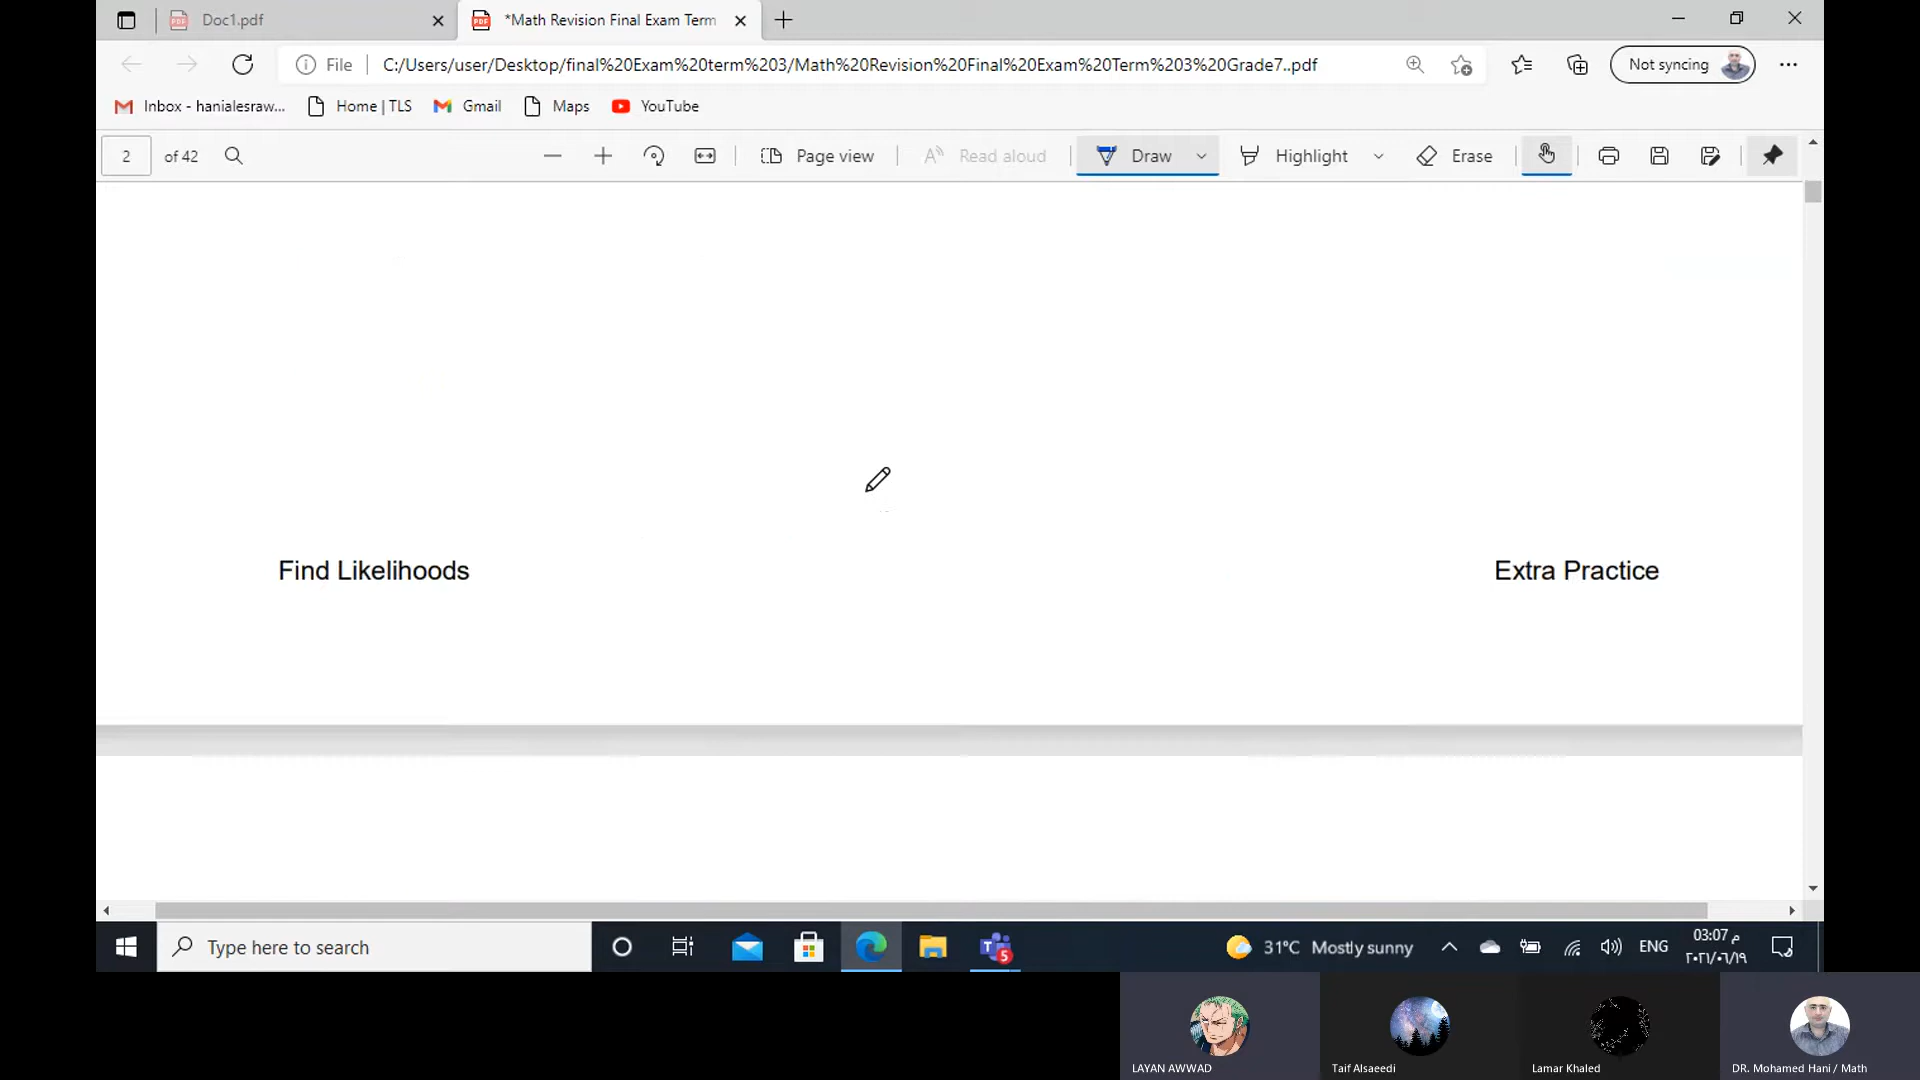 Doc1.pdf
*Math Revision Final Exam Term
File
C:/Users/user/Desktop/final%20Exam%20term%203/Math%20Revision%20Final%20Exam%20Term%203%20Grade7..pdf
Not syncing
Inbox - hanialesraw...
Home | TLS
Gmail
Maps
YouTube
2
of 42
Page view
Read aloud
Draw
Highlight
Erase
Find Likelihoods
Extra Practice
Type here to search
5
31°C Mostly sunny
ENG
03:07 م
٢٠٢١/٠٦/١٩
LAYAN AWWAD
Taif Alsaeedi
Lamar Khaled
DR. Mohamed Hani / Math